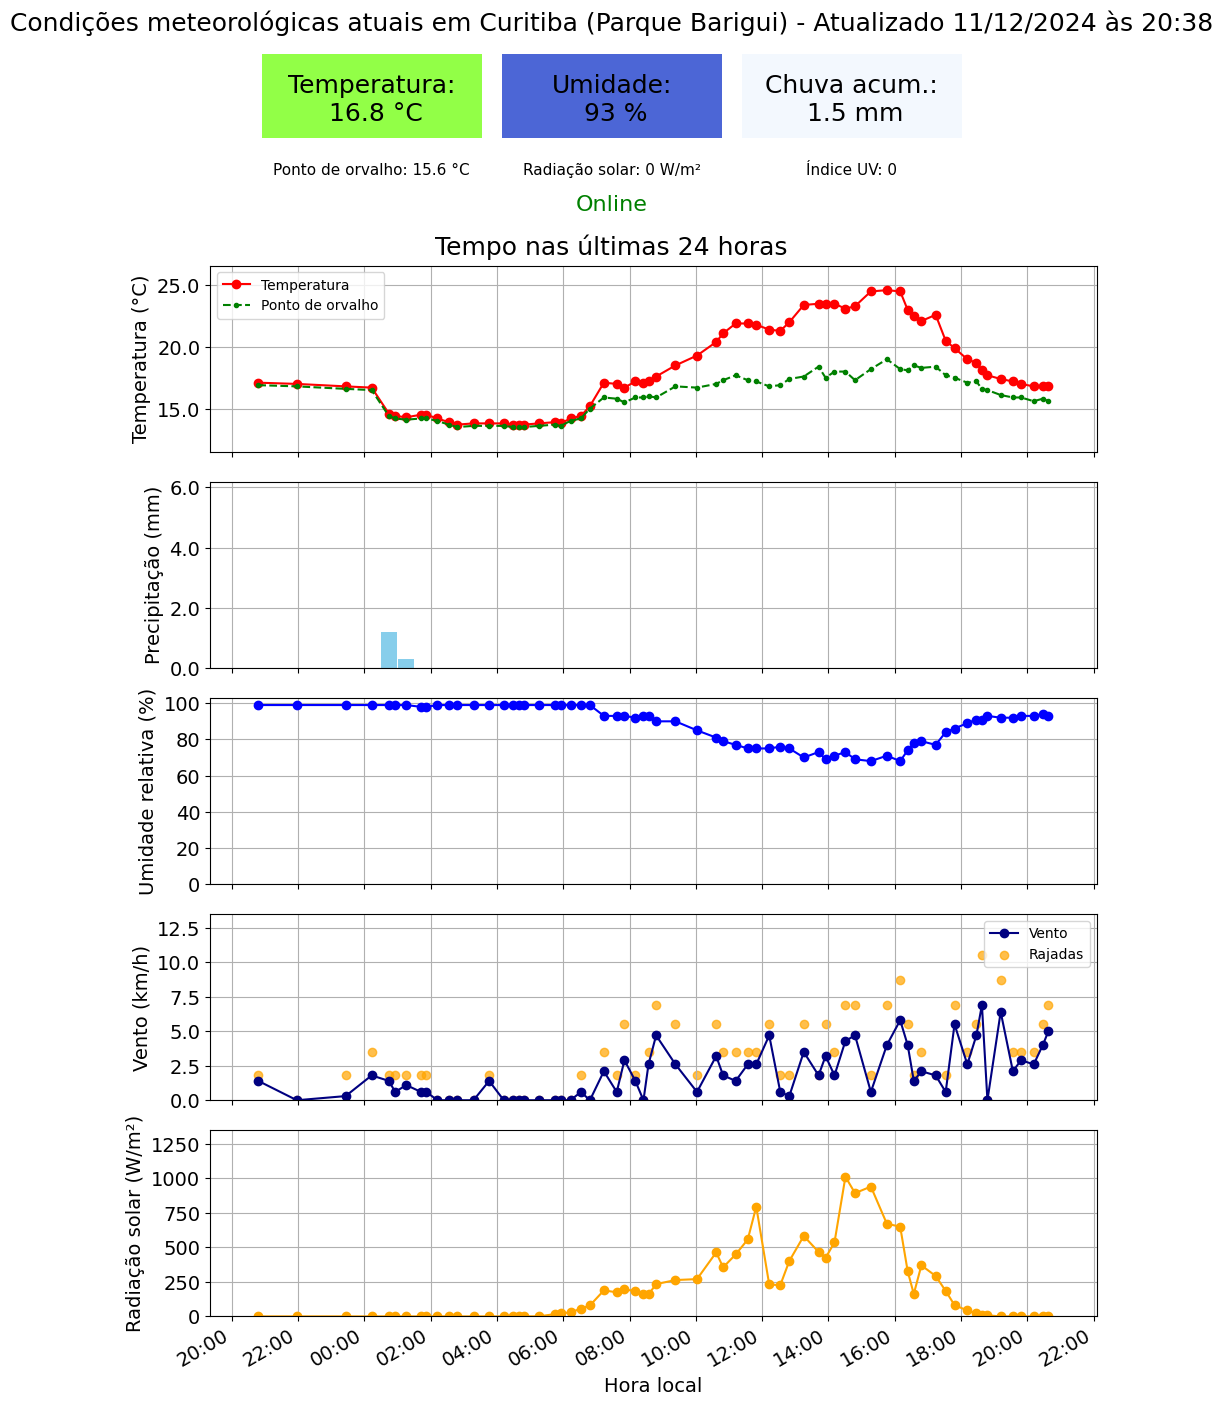 Condições meteorológicas atuais em Curitiba (Parque Barigui) - Atualizado 11/12/2024 às 20:38
Temperatura:
16.8 °C
Umidade:
93 %
Chuva acum.:
1.5 mm
Ponto de orvalho: 15.6 °C
Radiação solar: 0 W/m²
Índice UV: 0
Online
Tempo nas últimas 24 horas
Temperatura (°C)
25.0
20.0
15.0
Temperatura
Ponto de orvalho
Precipitação (mm)
6.0
4.0
2.0
0.0
Umidade relativa (%)
100
80
60
40
20
0
Vento (km/h)
12.5
10.0
7.5
5.0
2.5
0.0
Vento
Rajadas
Radiação solar (W/m²)
1250
1000
750
500
250
0
20:00 22:00 00:00 02:00 04:00 06:00 08:00 10:00 12:00 14:00 16:00 18:00 20:00 22:00
Hora local